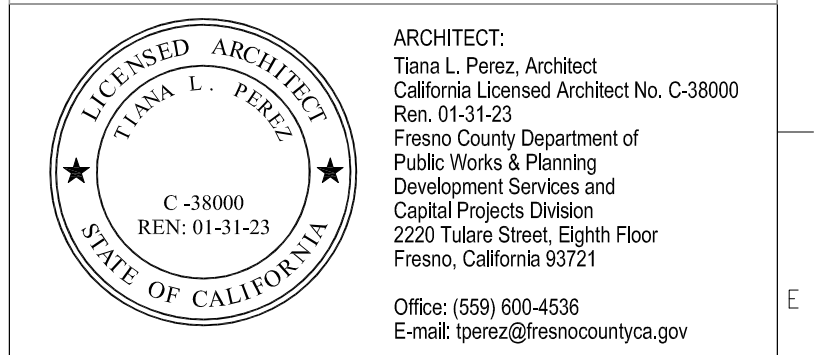 LICENSED ARCHITECT
TIANA L. PEREZ
C -38000
REN: 01-31-23
STATE OF CALIFORNIA
ARCHITECT:
Tiana L. Perez, Architect
California Licensed Architect No. C-38000
Ren. 01-31-23
Fresno County Department of
Public Works & Planning
Development Services and
Capital Projects Division
2220 Tulare Street, Eighth Floor
Fresno, California 93721
Office: (559) 600-4536
E-mail: tperez@fresnocountyca.gov
E